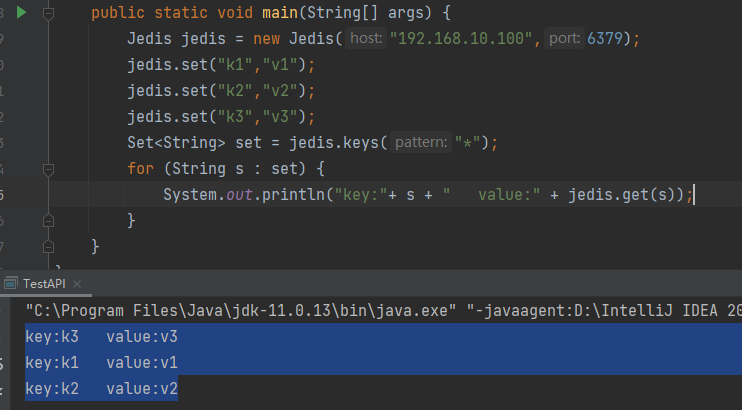 public static void main(String[] args) {
Jedis jedis = new Jedis( host: "192.168.10.100", port: 6379);
jedis.set("k1","v1");
jedis.set("k2","v2");
jedis.set("k3","v3");
Set<String> set = jedis.keys( pattern: "*");
for (String s : set) {
System.out.println("key:"+ s + "   value:" + jedis.get(s));
}
}
TestAPI ×
"C:\Program Files\Java\jdk-11.0.13\bin\java.exe" "-javaagent:D:\IntelliJ IDEA 20
key:k3   value:v3
key:k1   value:v1
key:k2   value:v2